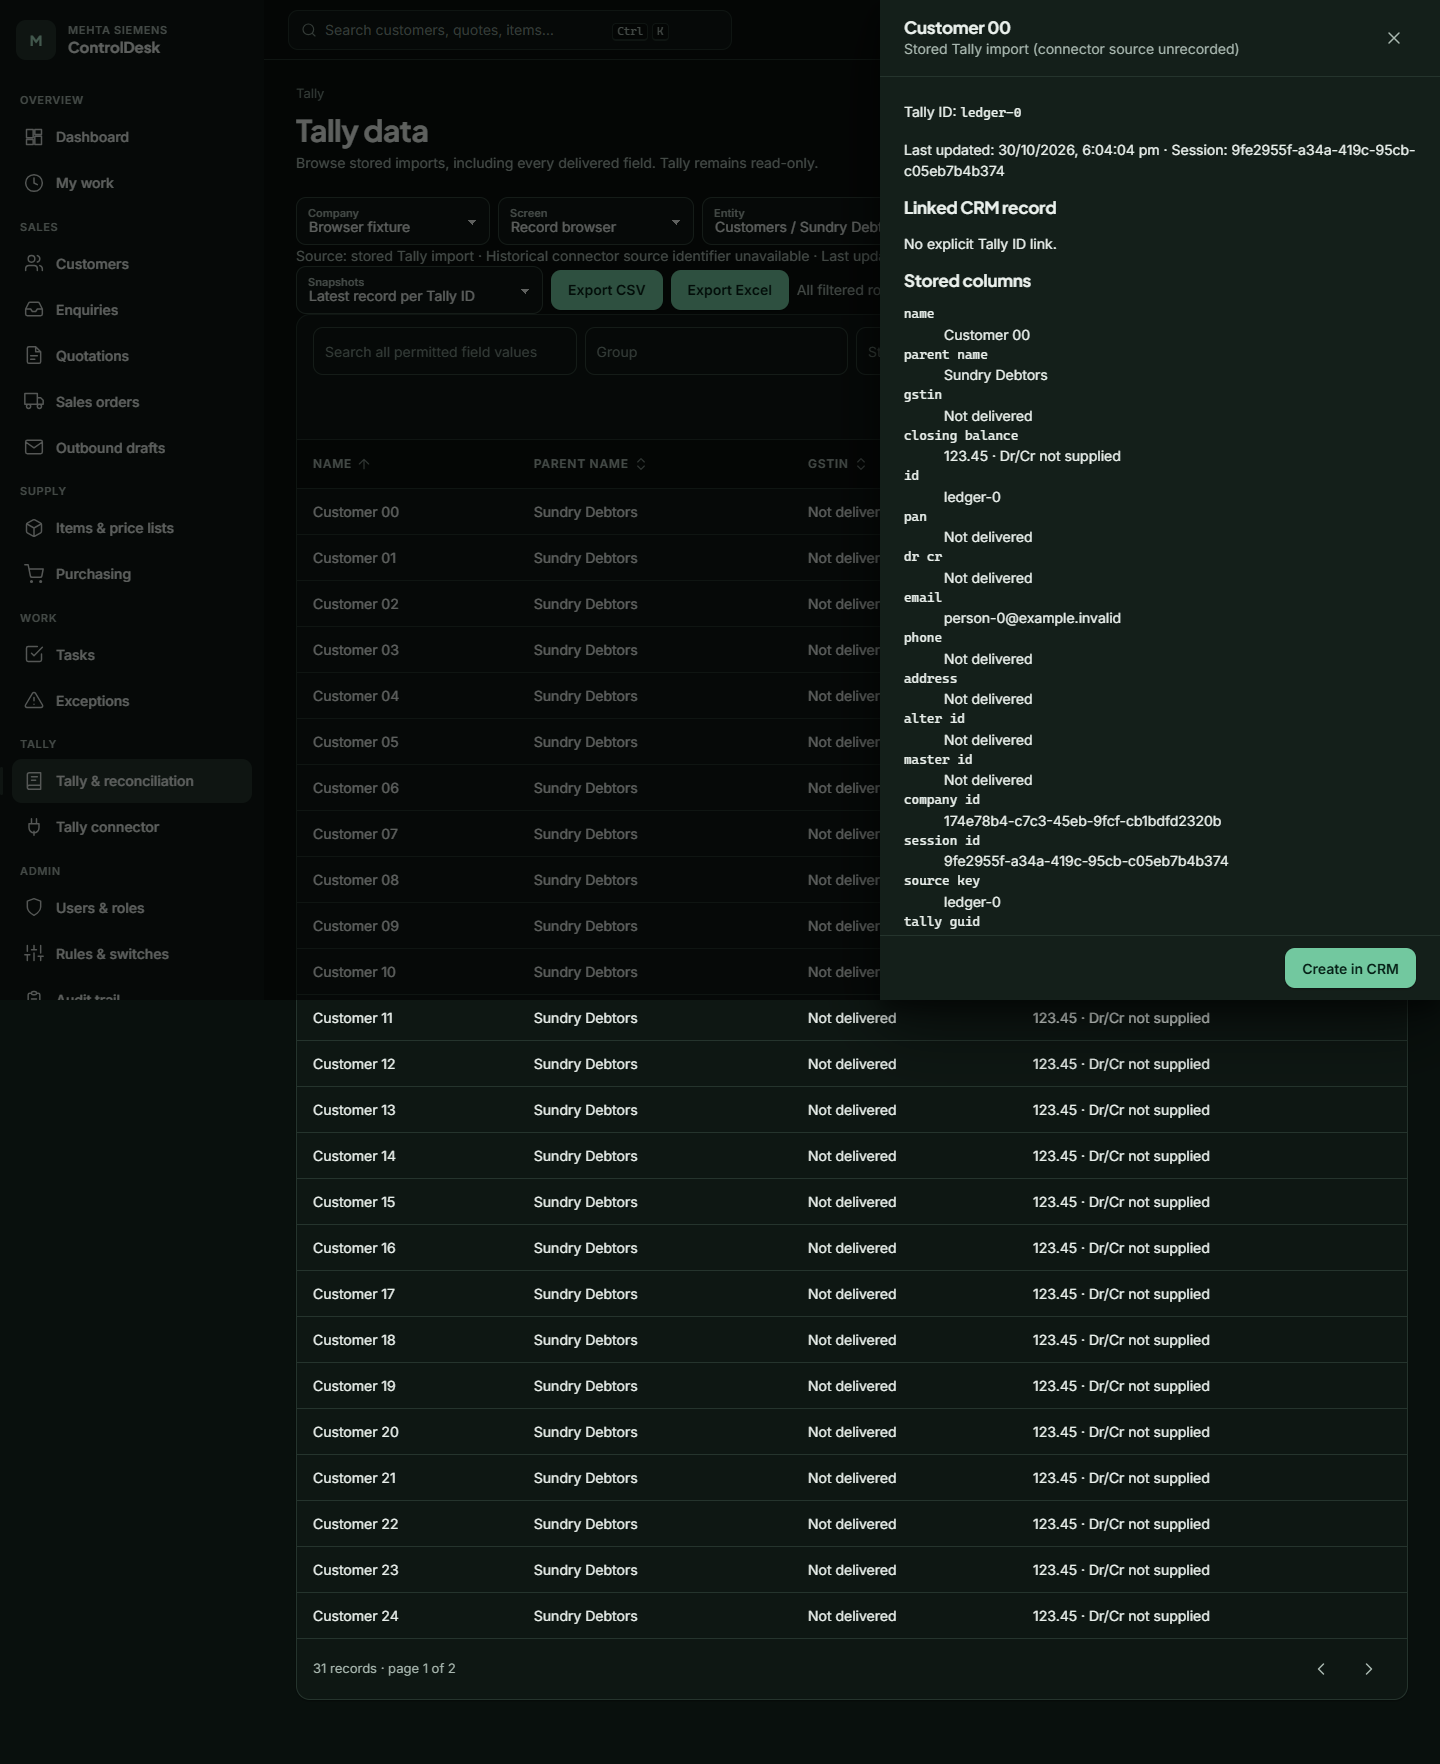 M
MEHTA SIEMENS
ControlDesk
OVERVIEW
Dashboard
My work
SALES
Customers
Enquiries
Quotations
Sales orders
Outbound drafts
SUPPLY
Items & price lists
Purchasing
WORK
Tasks
Exceptions
TALLY
Tally & reconciliation
Tally connector
ADMIN
Users & roles
Rules & switches
Audit trail
Search customers, quotes, items... Ctrl K
Tally
Tally data
Browse stored imports, including every delivered field. Tally remains read-only.
Company
Browser fixture
Screen
Record browser
Entity
Customers / Sundry Debt
Source: stored Tally import · Historical connector source identifier unavailable · Last upda
Snapshots
Latest record per Tally ID
Export CSV
Export Excel
All filtered ro
Search all permitted field values
Group
St
NAME PARENT NAME GSTIN
Customer 00 Sundry Debtors Not deliver
Customer 01 Sundry Debtors Not deliver
Customer 02 Sundry Debtors Not deliver
Customer 03 Sundry Debtors Not deliver
Customer 04 Sundry Debtors Not deliver
Customer 05 Sundry Debtors Not deliver
Customer 06 Sundry Debtors Not deliver
Customer 07 Sundry Debtors Not deliver
Customer 08 Sundry Debtors Not deliver
Customer 09 Sundry Debtors Not deliver
Customer 10 Sundry Debtors Not deliver
Customer 11 Sundry Debtors Not delivered 123.45 · Dr/Cr not supplied
Customer 12 Sundry Debtors Not delivered 123.45 · Dr/Cr not supplied
Customer 13 Sundry Debtors Not delivered 123.45 · Dr/Cr not supplied
Customer 14 Sundry Debtors Not delivered 123.45 · Dr/Cr not supplied
Customer 15 Sundry Debtors Not delivered 123.45 · Dr/Cr not supplied
Customer 16 Sundry Debtors Not delivered 123.45 · Dr/Cr not supplied
Customer 17 Sundry Debtors Not delivered 123.45 · Dr/Cr not supplied
Customer 18 Sundry Debtors Not delivered 123.45 · Dr/Cr not supplied
Customer 19 Sundry Debtors Not delivered 123.45 · Dr/Cr not supplied
Customer 20 Sundry Debtors Not delivered 123.45 · Dr/Cr not supplied
Customer 21 Sundry Debtors Not delivered 123.45 · Dr/Cr not supplied
Customer 22 Sundry Debtors Not delivered 123.45 · Dr/Cr not supplied
Customer 23 Sundry Debtors Not delivered 123.45 · Dr/Cr not supplied
Customer 24 Sundry Debtors Not delivered 123.45 · Dr/Cr not supplied
31 records · page 1 of 2
Customer 00
Stored Tally import (connector source unrecorded)
Tally ID: ledger-0
Last updated: 30/10/2026, 6:04:04 pm · Session: 9fe2955f-a34a-419c-95cb-
c05eb7b4b374
Linked CRM record
No explicit Tally ID link.
Stored columns
name
Customer 00
parent name
Sundry Debtors
gstin
Not delivered
closing balance
123.45 · Dr/Cr not supplied
id
ledger-0
pan
Not delivered
dr cr
Not delivered
email
person-0@example.invalid
phone
Not delivered
address
Not delivered
alter id
Not delivered
master id
Not delivered
company id
174e78b4-c7c3-45eb-9fcf-cb1bdfd2320b
session id
9fe2955f-a34a-419c-95cb-c05eb7b4b374
source key
ledger-0
tally guid
Create in CRM